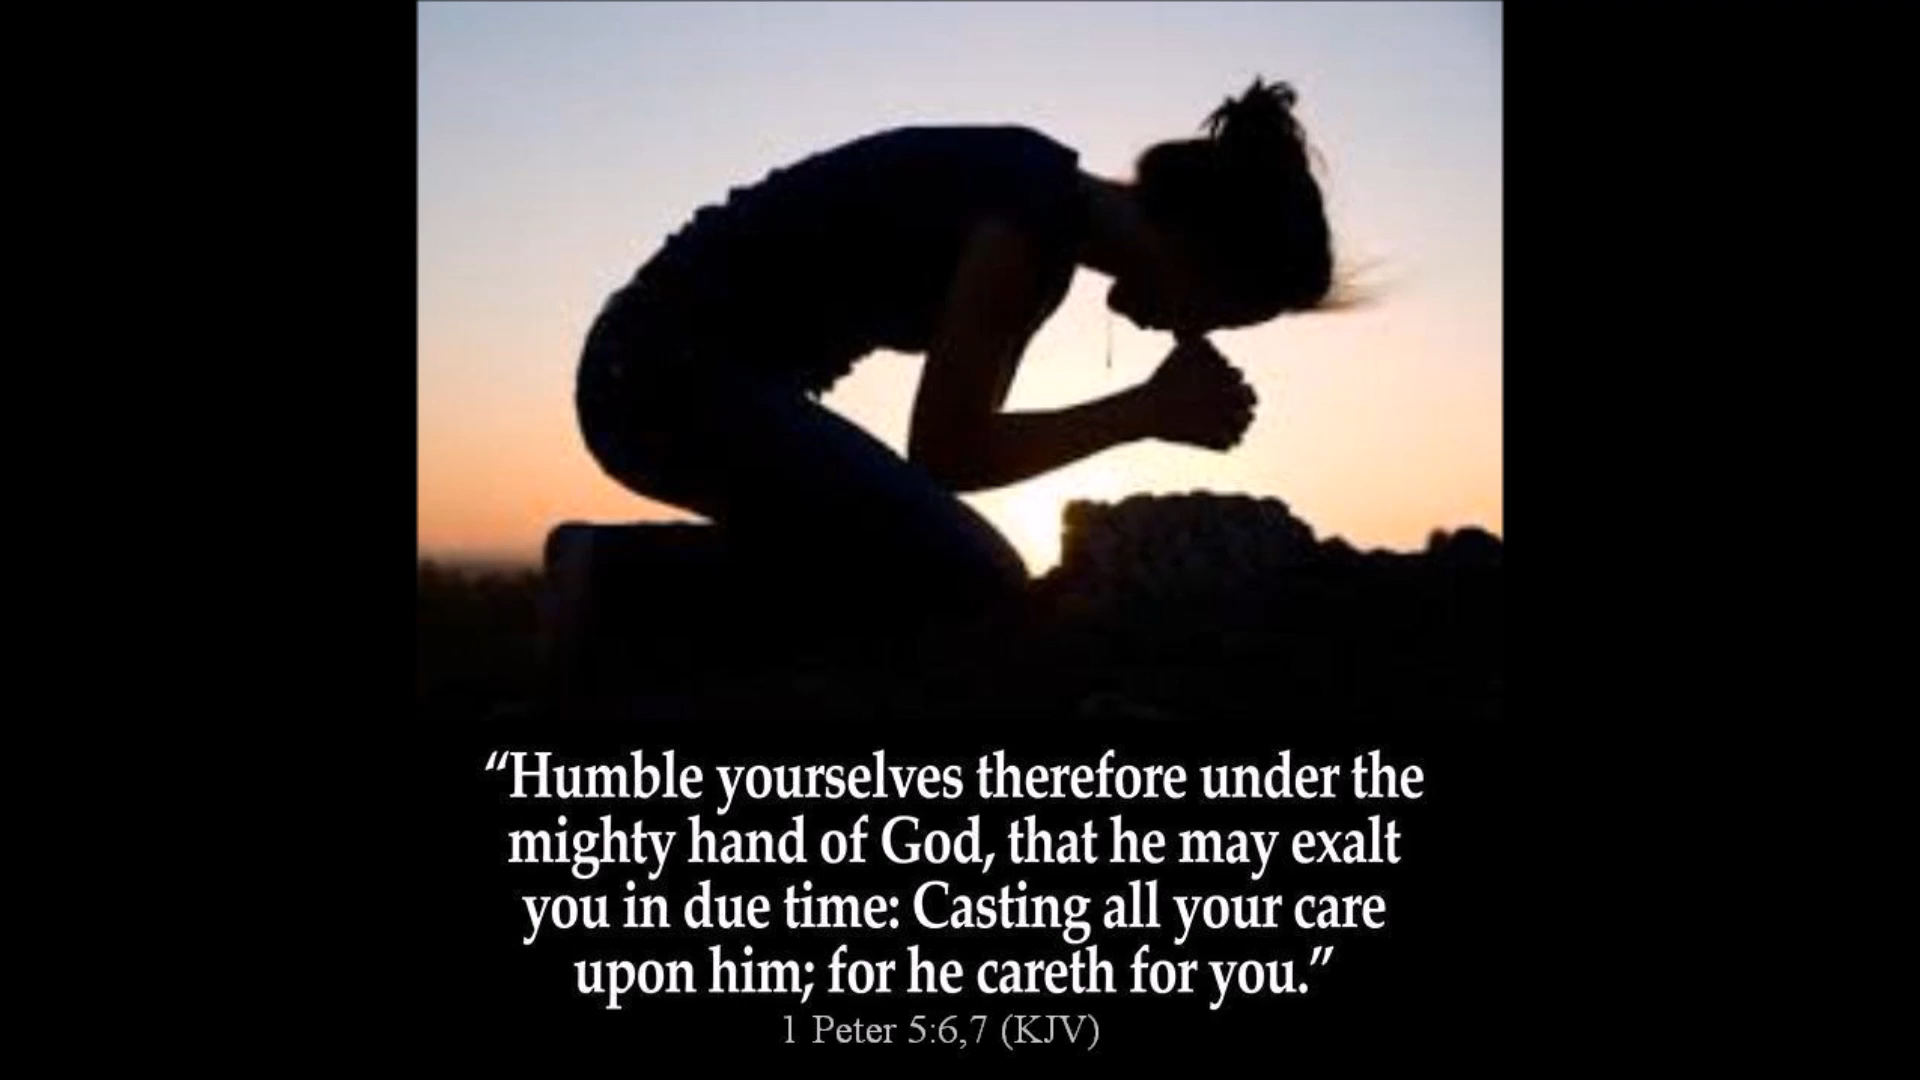 “Humble yourselves therefore under the
mighty hand of God, that he may exalt
you in due time: Casting all your care
upon him; for he careth for you.”
1 Peter 5:6,7 (KJV)